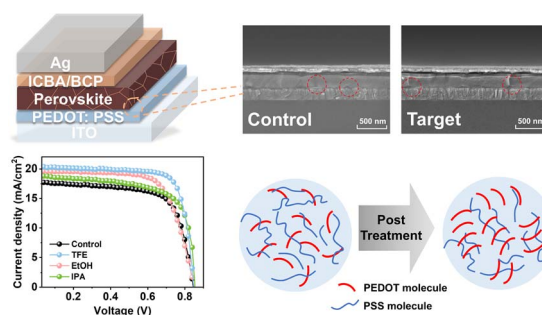 Ag
ICBA/BCP
Perovskite
PEDOT: PSS
ITO
Control
500 nm
Target
500 nm
Current density (mA/cm²)
20
15
10
5
0
Control
TFE
EtOH
IPA
0.2
0.4
0.6
0.8
Voltage (V)
Post
Treatment
PEDOT molecule
PSS molecule